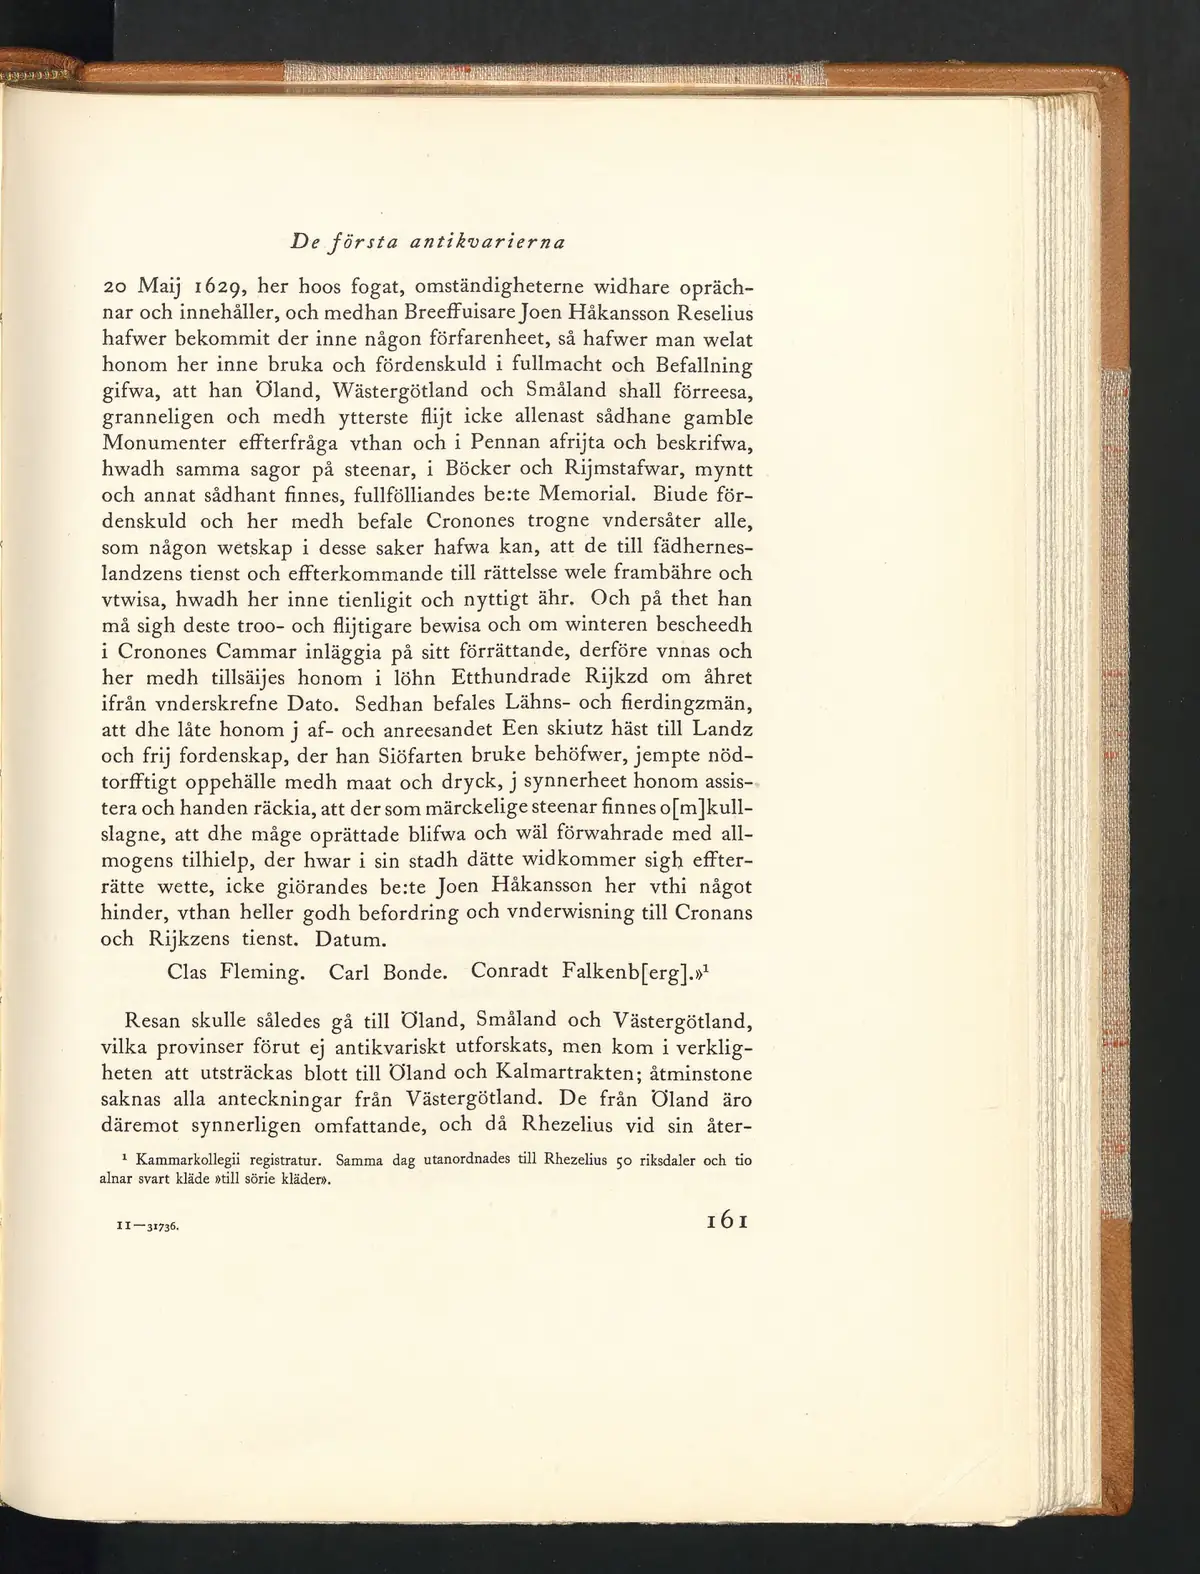 De första antikvarierna
20 Maij 1629, her hoos fogat, omständigheterne widhare opräch-
nar och innehåller, och medhan Breeffuisare Joen Håkansson Reselius
hafwer bekommit der inne någon förfarenheet, så hafwer man welat
honom her inne bruka och fördenskuld i fullmacht och Befallning
gifwa, att han Öland, Wästergötland och Småland shall förreesa,
granneligen och medh ytterste flijt icke allenast sådhane gamble
Monumenter effterfråga vthan och i Pennan afrijta och beskrifwa,
hwadh samma sagor på steenar, i Böcker och Rijmstafwar, myntt
och annat sådhant finnes, fullfölliandes be:te Memorial. Biude för-
denskuld och her medh befale Cronones trogne vndersåter alle,
som någon wetskap i desse saker hafwa kan, att de till fädhernes-
landzens tienst och effterkommande till rättelsse wele frambähre och
vtwisa, hwadh her inne tienligit och nyttigt ähr. Och på thet han
må sigh deste troo- och flijtigare bewisa och om winteren bescheedh
i Cronones Cammar inläggia på sitt förrättande, derföre vnnas och
her medh tillsäijes honom i löhn Etthundrade Rijkzd om åhret
ifrån vnderskrefne Dato. Sedhan befales Lähns- och fierdingzmän,
att dhe låte honom j af- och anreesandet Een skiutz häst till Landz
och frij fordenskap, der han Siöfarten bruke behöfwer, jempte nöd-
torfftigt oppehälle medh maat och dryck, j synnerheet honom assis-
tera och handen räckia, att der som märckelige steenar finnes o[m]kull-
slagne, att dhe måge oprättade blifwa och wäl förwahrade med all-
mogens tilhielp, der hwar i sin stadh dätte widkommer sigh effter-
rätte wette, icke giörandes be:te Joen Håkansson her vthi något
hinder, vthan heller godh befordring och vnderwisning till Cronans
och Rijkzens tienst. Datum.
Clas Fleming. Carl Bonde. Conradt Falkenb[erg].»¹
Resan skulle således gå till Öland, Småland och Västergötland,
vilka provinser förut ej antikvariskt utforskats, men kom i verklig-
heten att utsträckas blott till Öland och Kalmartrakten; åtminstone
saknas alla anteckningar från Västergötland. De från Öland äro
däremot synnerligen omfattande, och då Rhezelius vid sin åter-
¹ Kammarkollegii registratur. Samma dag utanordnades till Rhezelius 50 riksdaler och tio
alnar svart kläde »till sörie kläder».
11—31736.
161